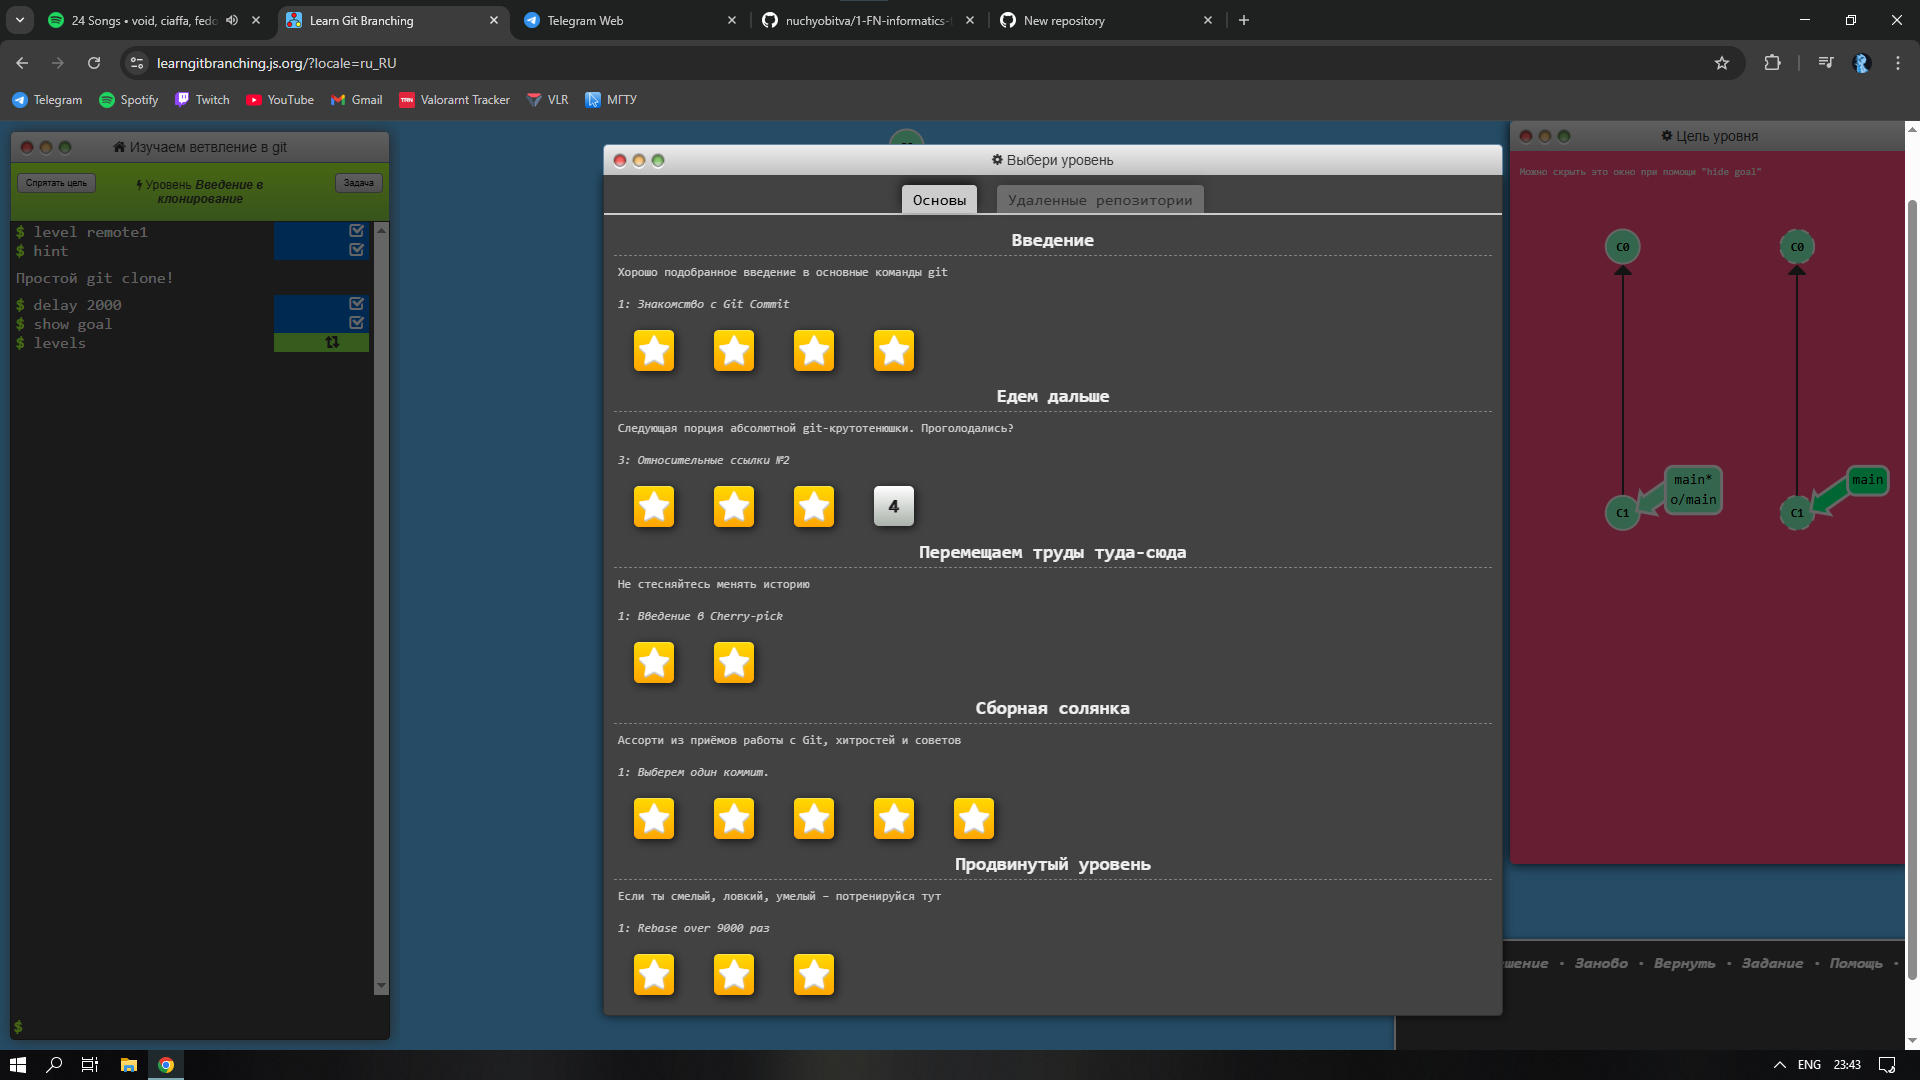 24 Songs • void, ciaffa, fedo
Learn Git Branching
Telegram Web
nuchyobitva/1-FN-informatics-
New repository
learngitbranching.js.org/?locale=ru_RU
Telegram
Spotify
Twitch
YouTube
Gmail
TRN
Valorarnt Tracker
VLR
МГТУ
Изучаем ветвление в git
Спрятать цель
Уровень Введение в клонирование
Задача
$ level remote1
$ hint
Простой git clone!
$ delay 2000
$ show goal
$ levels
$
Выбери уровень
Основы
Удаленные репозитории
Введение
Хорошо подобранное введение в основные команды git
1: Знакомство с Git Commit
Едем дальше
Следующая порция абсолютной git-крутотенюшки. Проголодались?
3: Относительные ссылки №2
4
Перемещаем труды туда-сюда
Не стесняйтесь менять историю
1: Введение в Cherry-pick
Сборная солянка
Ассорти из приёмов работы с Git, хитростей и советов
1: Выберем один коммит.
Продвинутый уровень
Если ты смелый, ловкий, умелый – потренируйся тут
1: Rebase over 9000 раз
Цель уровня
Можно скрыть это окно при помощи "hide goal"
C0
C0
main*
o/main
main
C1
C1
шение • Заново • Вернуть • Задание • Помощь •
ENG
23:43